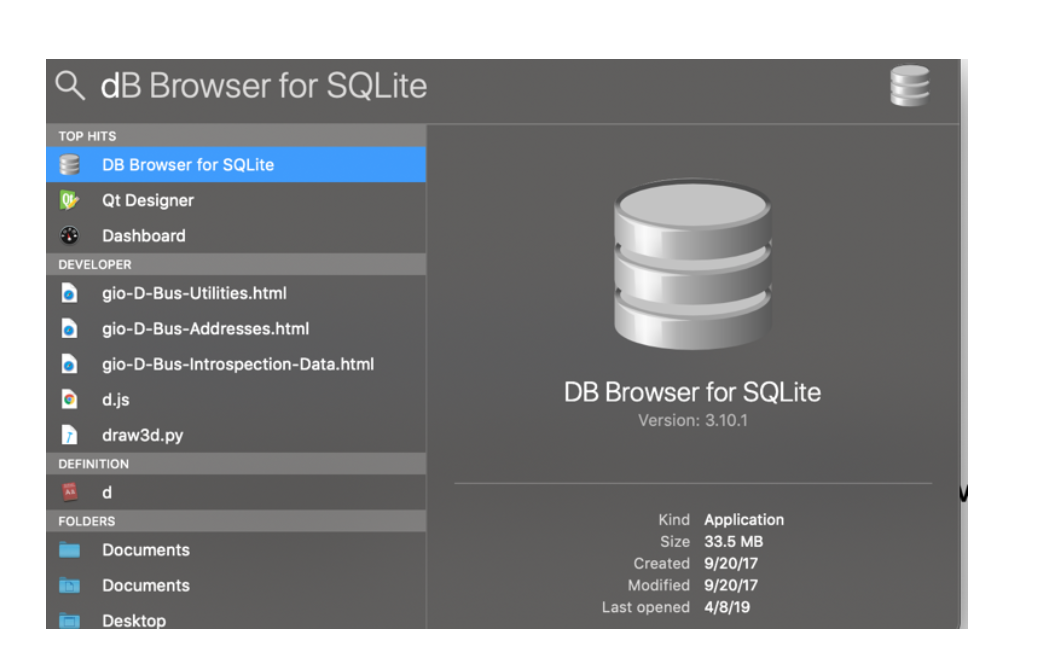 dB Browser for SQLite
TOP HITS
DB Browser for SQLite
Qt Designer
Dashboard
DEVELOPER
gio-D-Bus-Utilities.html
gio-D-Bus-Addresses.html
gio-D-Bus-Introspection-Data.html
d.js
draw3d.py
DEFINITION
d
FOLDERS
Documents
Documents
Desktop
DB Browser for SQLite
Version: 3.10.1
Kind Application
Size 33.5 MB
Created 9/20/17
Modified 9/20/17
Last opened 4/8/19